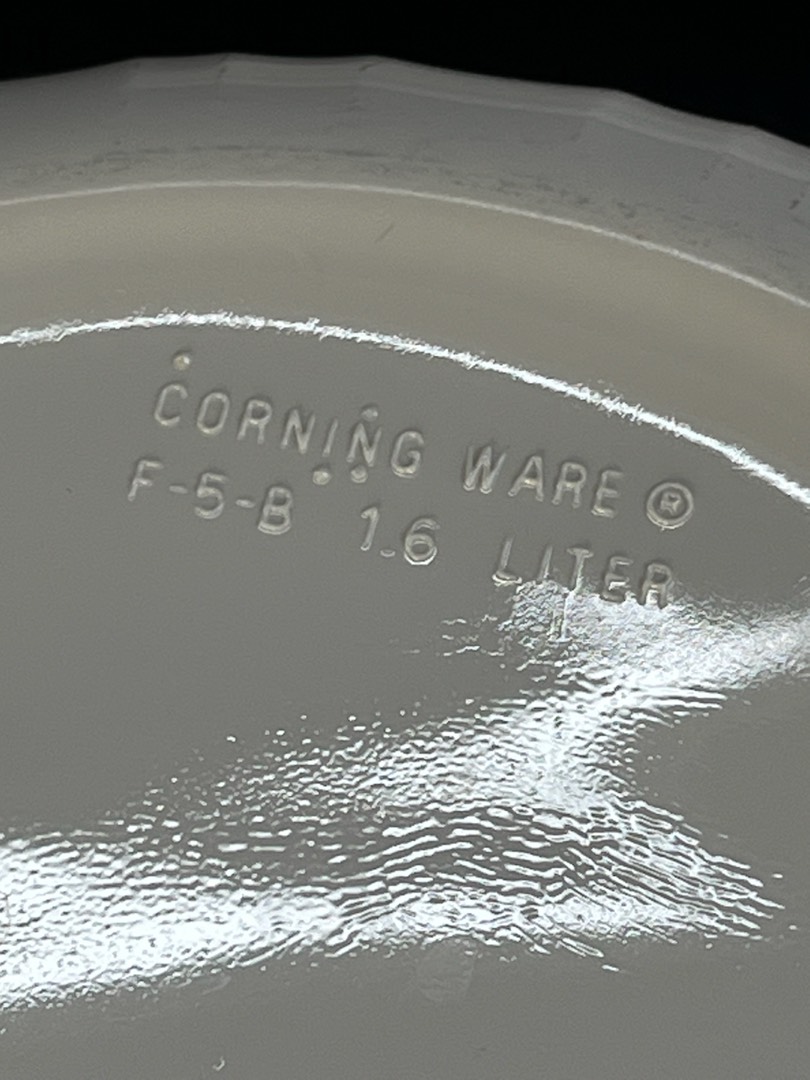 CORNING WARE ®
F-5-B 1.6 LITER